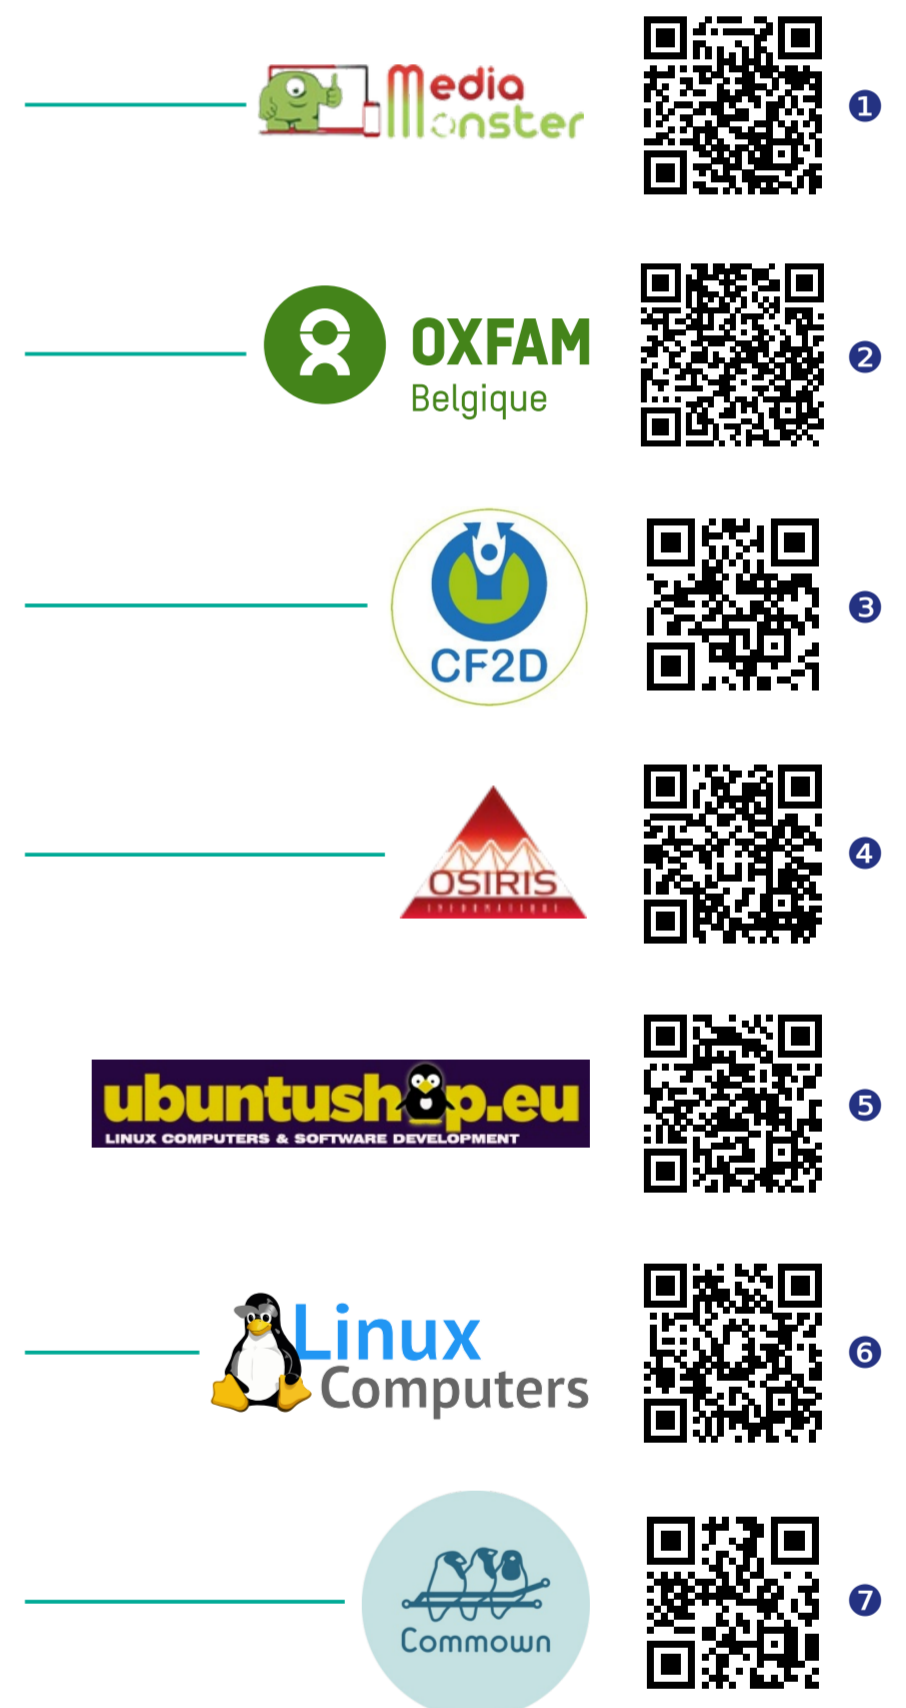 Media
Monster
1
OXFAM
Belgique
2
CF2D
3
OSIRIS
INFORMATIQUE
4
ubuntushop.eu
LINUX COMPUTERS & SOFTWARE DEVELOPMENT
5
Linux
Computers
6
Commown
7